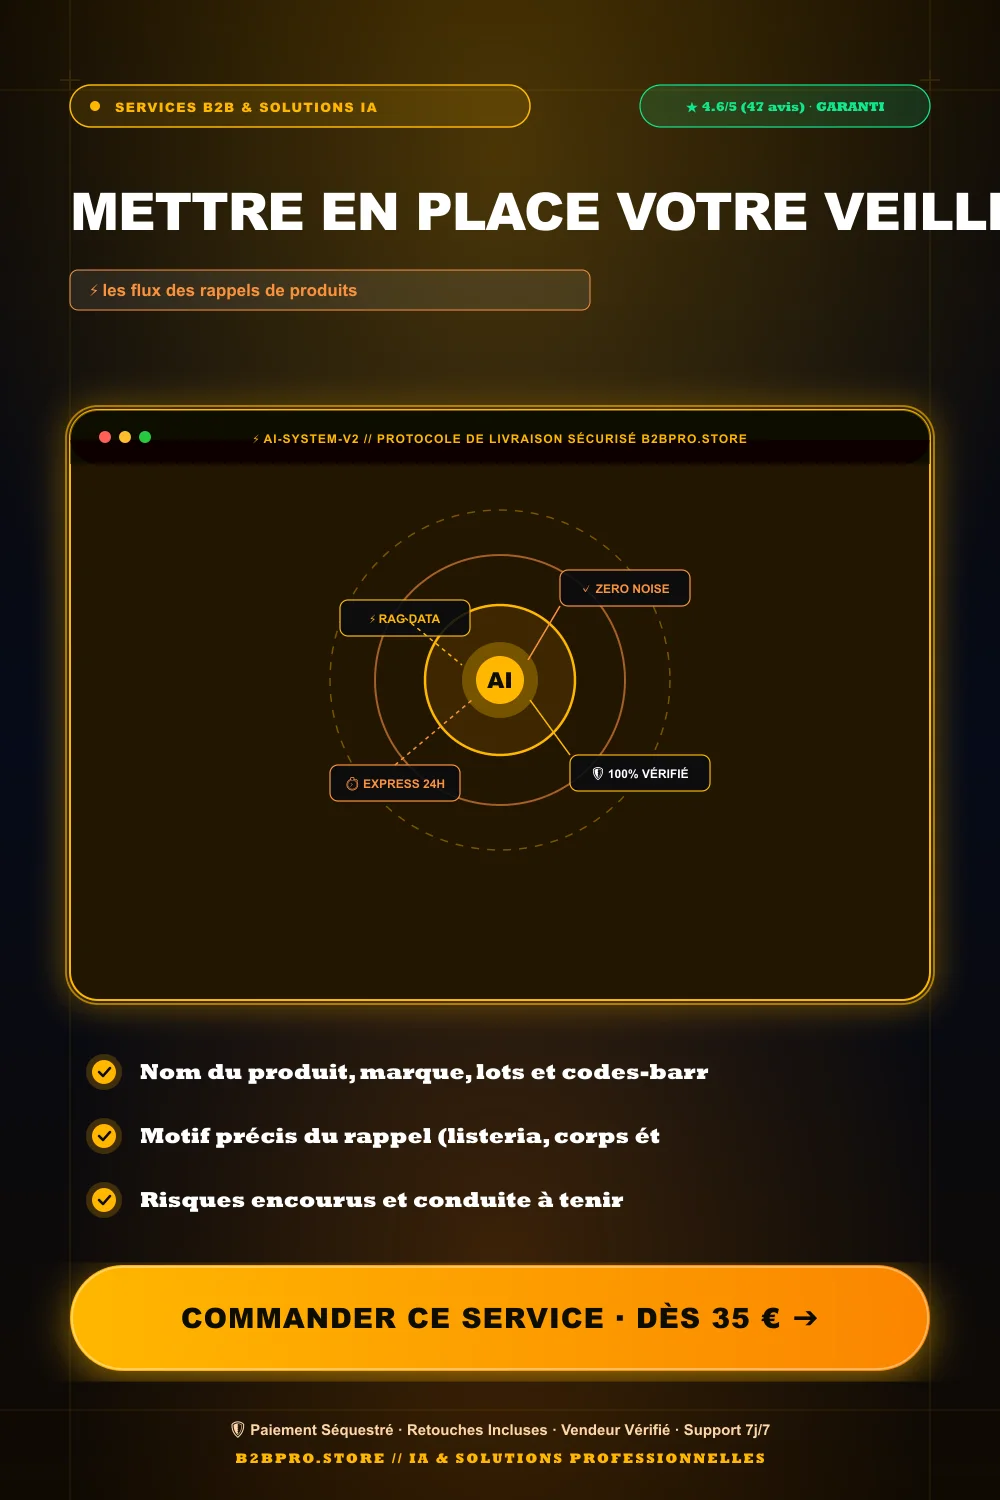 SERVICES B2B & SOLUTIONS IA
★ 4.6/5 (47 avis) · GARANTI
METTRE EN PLACE VOTRE VEILLE
⚡ les flux des rappels de produits
⚡ AI-SYSTEM-V2 // PROTOCOLE DE LIVRAISON SÉCURISÉ B2BPRO.STORE
✓ ZERO NOISE
⚡ RAG DATA
AI
🛡 100% VÉRIFIÉ
⏱ EXPRESS 24H
Nom du produit, marque, lots et codes-barr
Motif précis du rappel (listeria, corps ét
Risques encourus et conduite à tenir
COMMANDER CE SERVICE · DÈS 35 € →
🛡 Paiement Séquestré · Retouches Incluses · Vendeur Vérifié · Support 7j/7
B2BPRO.STORE // IA & SOLUTIONS PROFESSIONNELLES